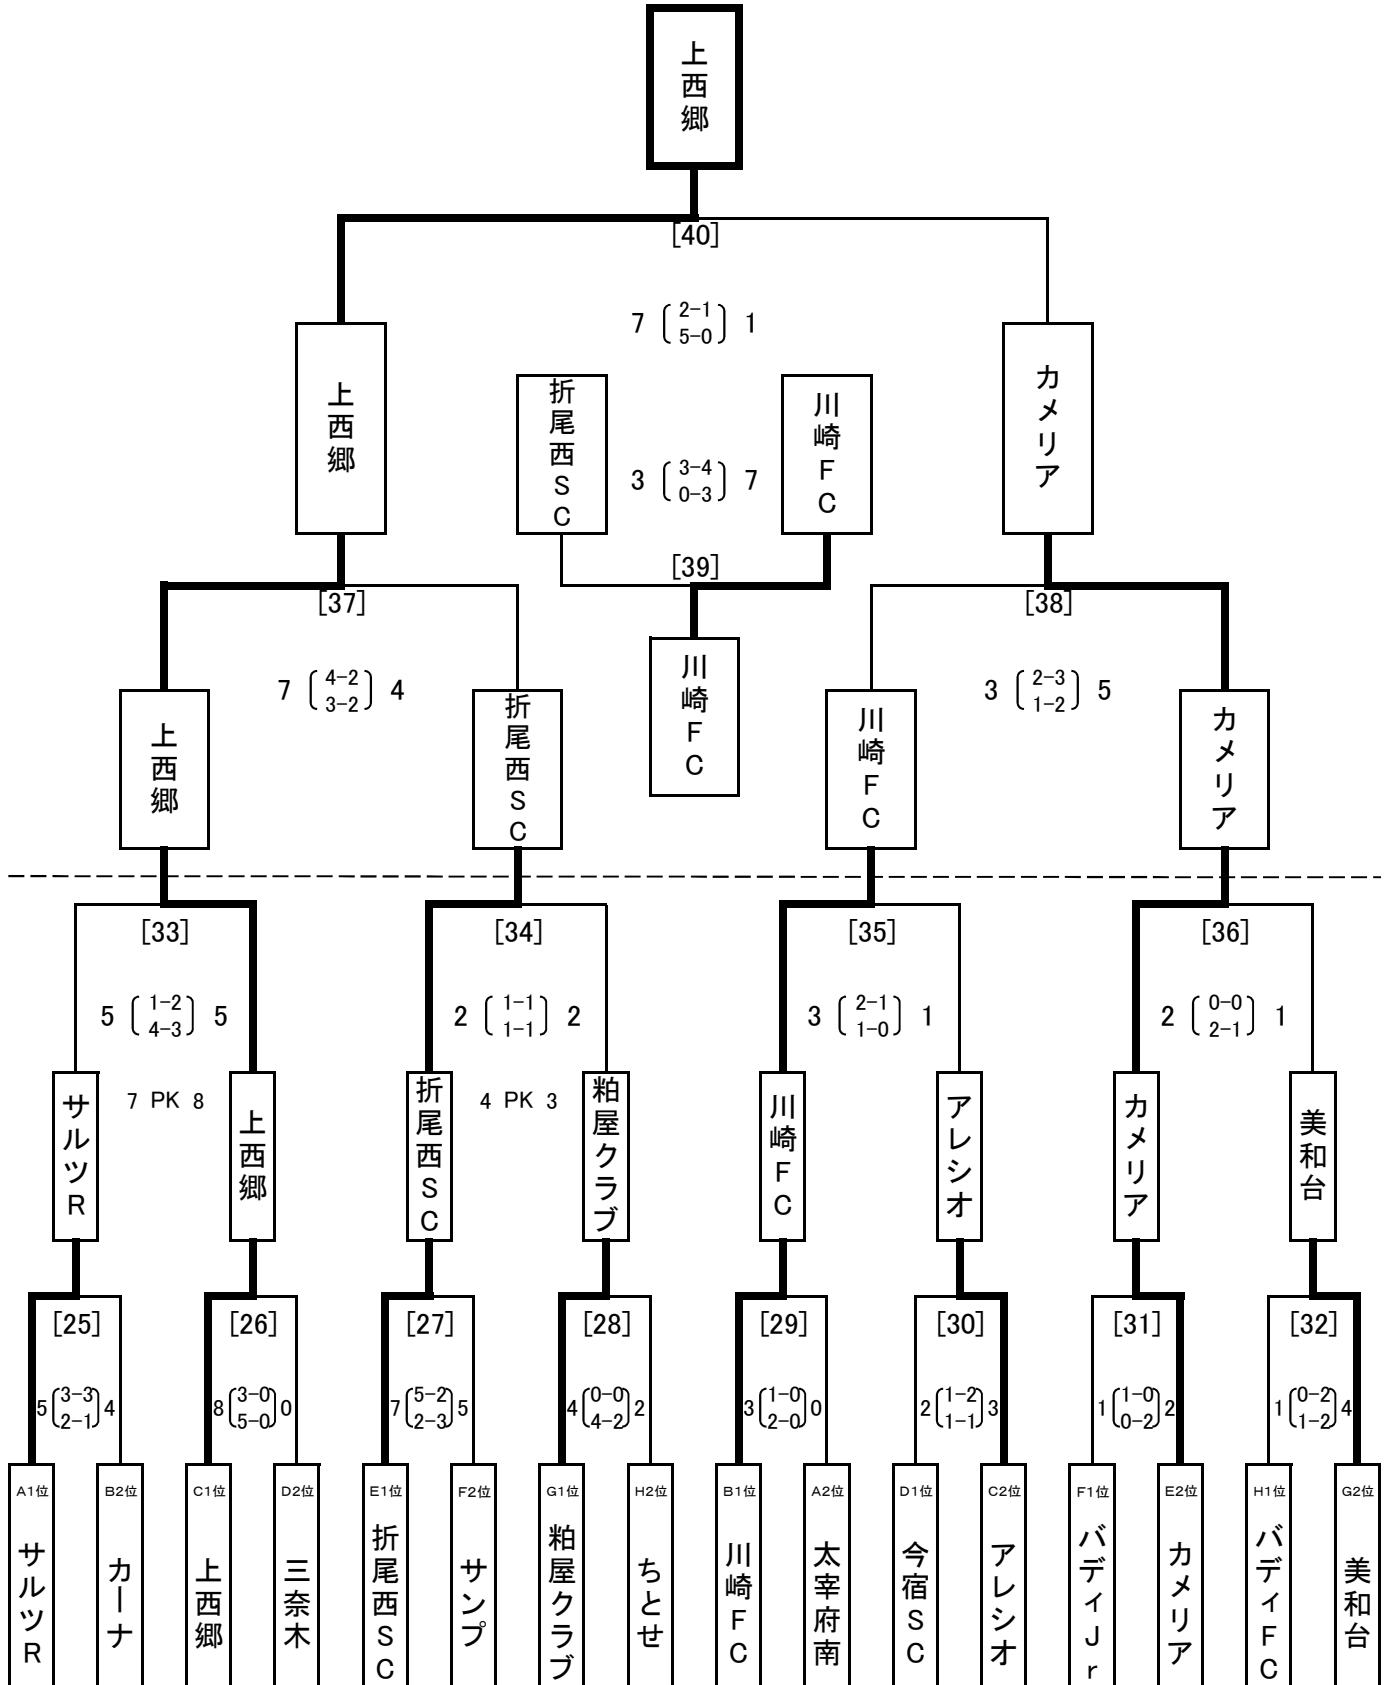 上西郷
[40]
7 2-1 1
5-0
上西郷
折尾西SC
川崎FC
カメリア
3 3-4 7
0-3
[39]
[37]
[38]
川崎FC
7 4-2 4
3-2
3 2-3 5
1-2
上西郷
折尾西SC
川崎FC
カメリア
[33]
[34]
[35]
[36]
5 1-2 5
4-3
2 1-1 2
1-1
3 2-1 1
1-0
2 0-0 1
2-1
7 PK 8
4 PK 3
サルツR
上西郷
折尾西SC
粕屋クラブ
川崎FC
アレシオ
カメリア
美和台
[25]
[26]
[27]
[28]
[29]
[30]
[31]
[32]
5 3-3 4
2-1
8 3-0 0
5-0
7 5-2 5
2-3
4 0-0 2
4-2
3 1-0 0
2-0
2 1-2 3
1-1
1 1-0 2
0-2
1 0-2 4
1-2
A1位
サルツR
B2位
カーナ
C1位
上西郷
D2位
三奈木
E1位
折尾西SC
F2位
サンプ
G1位
粕屋クラブ
H2位
ちとせ
B1位
川崎FC
A2位
太宰府南
D1位
今宿SC
C2位
アレシオ
F1位
バディJr
E2位
カメリア
H1位
バディFC
G2位
美和台